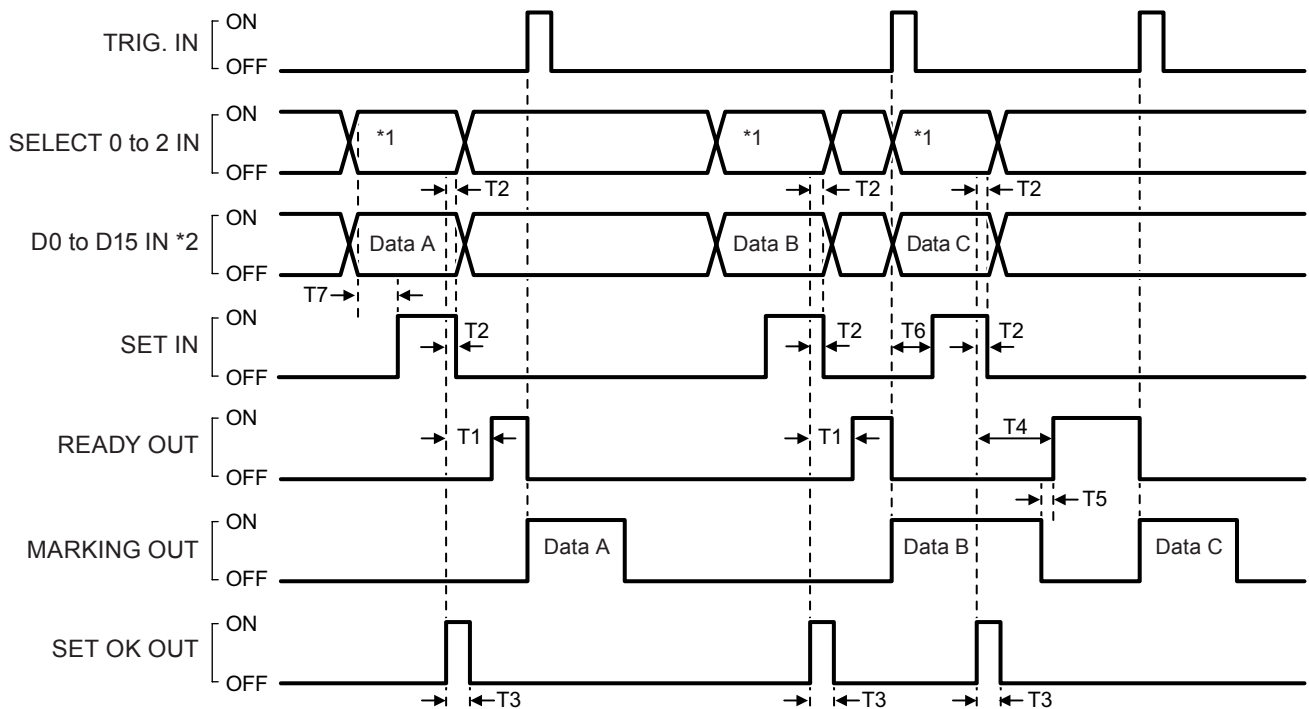 ON
TRIG. IN
OFF
ON
SELECT 0 to 2 IN
*1 *1 *1
OFF
T2 T2 T2
ON
D0 to D15 IN *2
Data A Data B Data C
OFF
T7
ON
SET IN
T2 T2 T6 T2
OFF
ON
READY OUT
T1 T1 T4
OFF
T5
ON
MARKING OUT
Data A Data B Data C
OFF
ON
SET OK OUT
OFF
T3 T3 T3